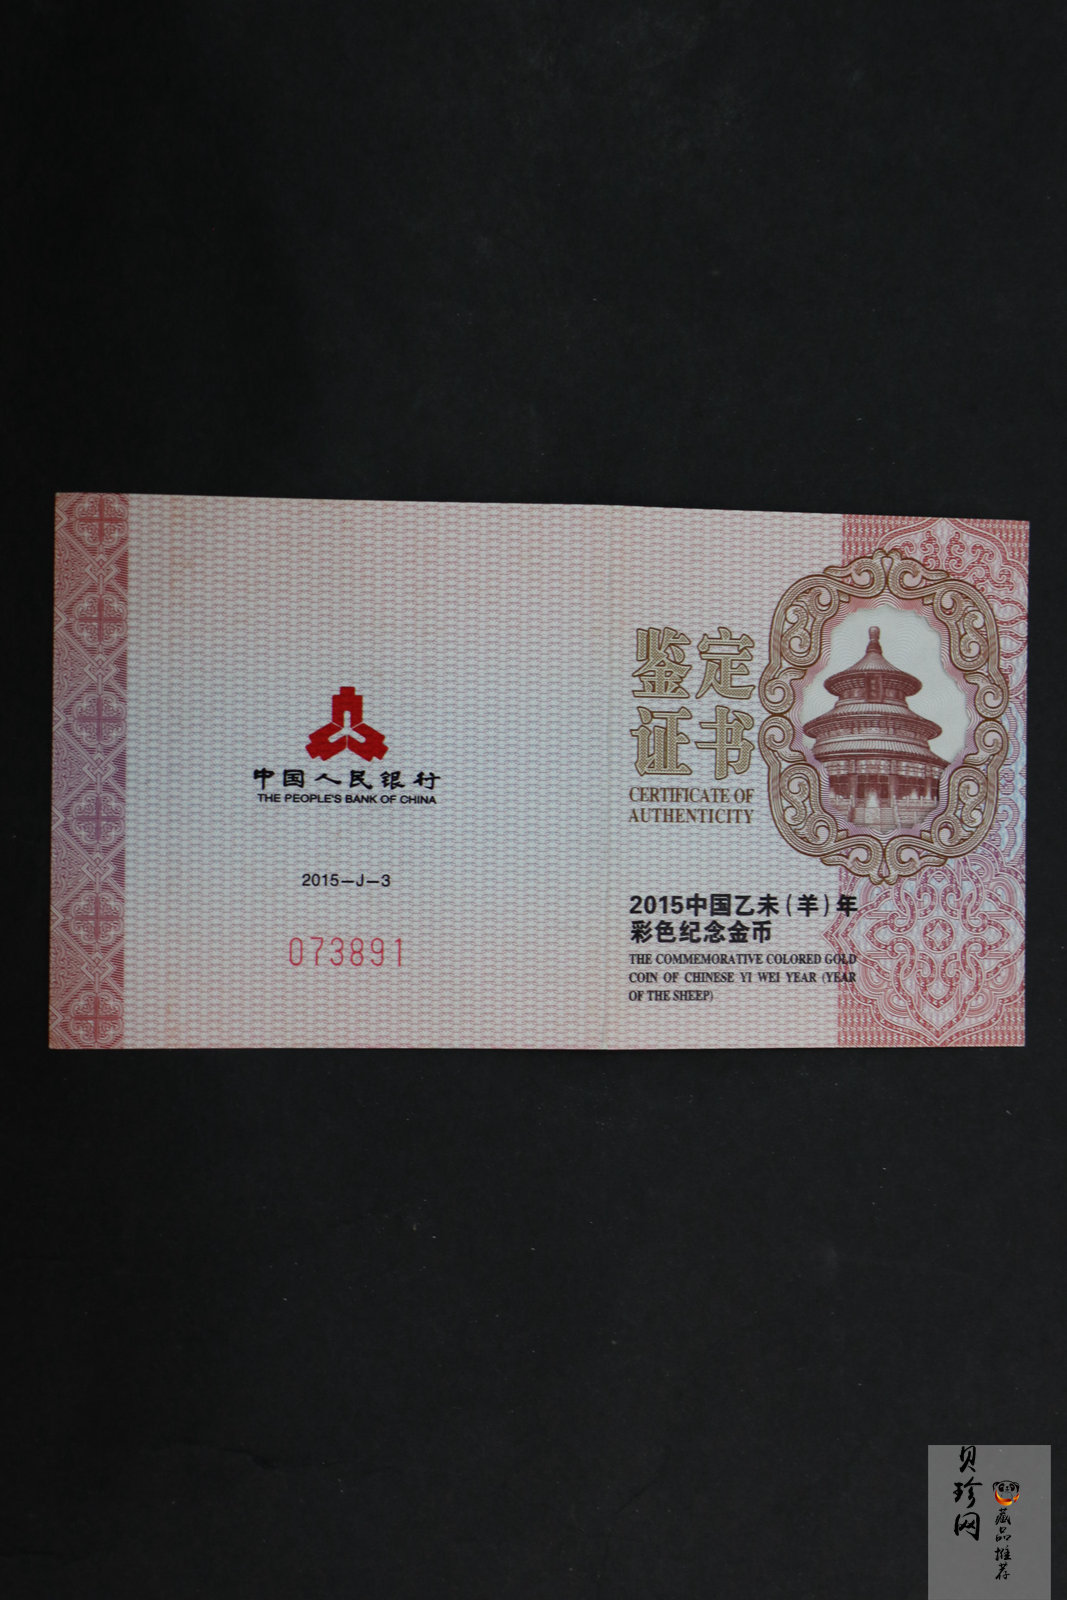 中国人民银行
THE PEOPLE'S BANK OF CHINA
2015—J—3
073891
鉴定
证书
CERTIFICATE OF
AUTHENTICITY
2015中国乙未(羊)年
彩色纪念金币
THE COMMEMORATIVE COLORED GOLD
COIN OF CHINESE YI WEI YEAR (YEAR
OF THE SHEEP)
贝珍网
藏品推荐